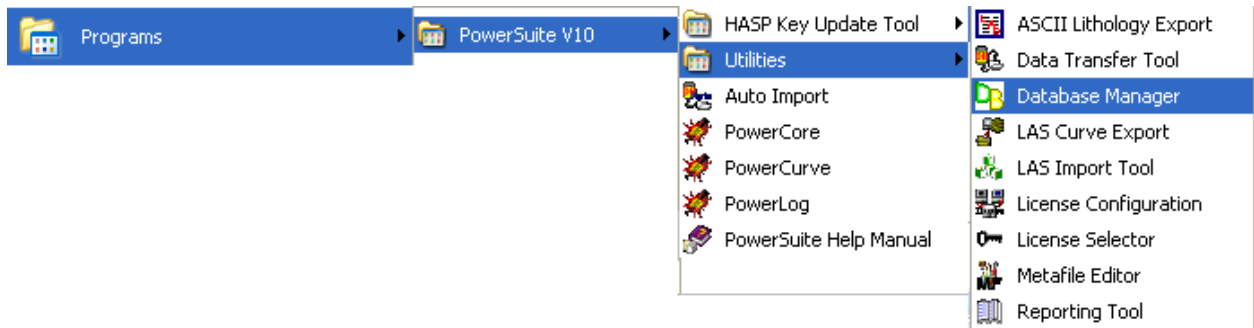 Programs
PowerSuite V10
HASP Key Update Tool
Utilities
Auto Import
PowerCore
PowerCurve
PowerLog
PowerSuite Help Manual
ASCII Lithology Export
Data Transfer Tool
Database Manager
LAS Curve Export
LAS Import Tool
License Configuration
License Selector
Metafile Editor
Reporting Tool